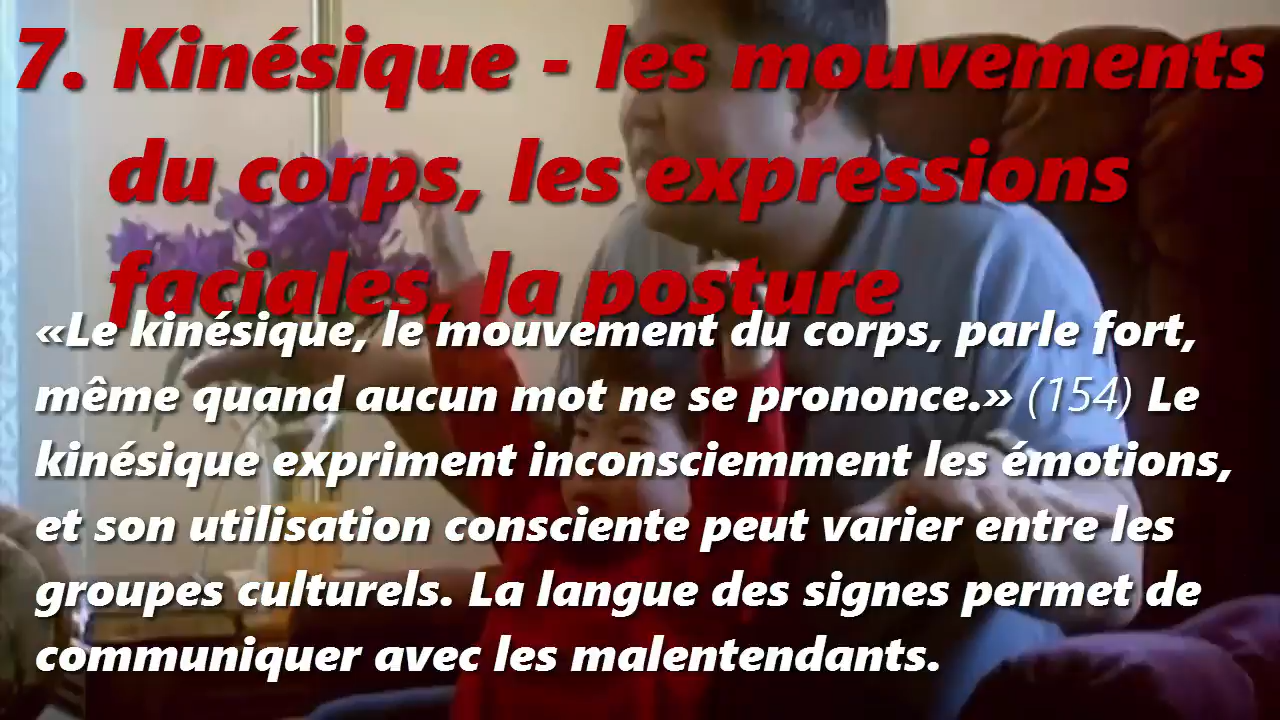 7. Kinésique - les mouvements
du corps, les expressions
faciales, la posture
«Le kinésique, le mouvement du corps, parle fort,
même quand aucun mot ne se prononce.» (154) Le
kinésique expriment inconsciemment les émotions,
et son utilisation consciente peut varier entre les
groupes culturels. La langue des signes permet de
communiquer avec les malentendants.